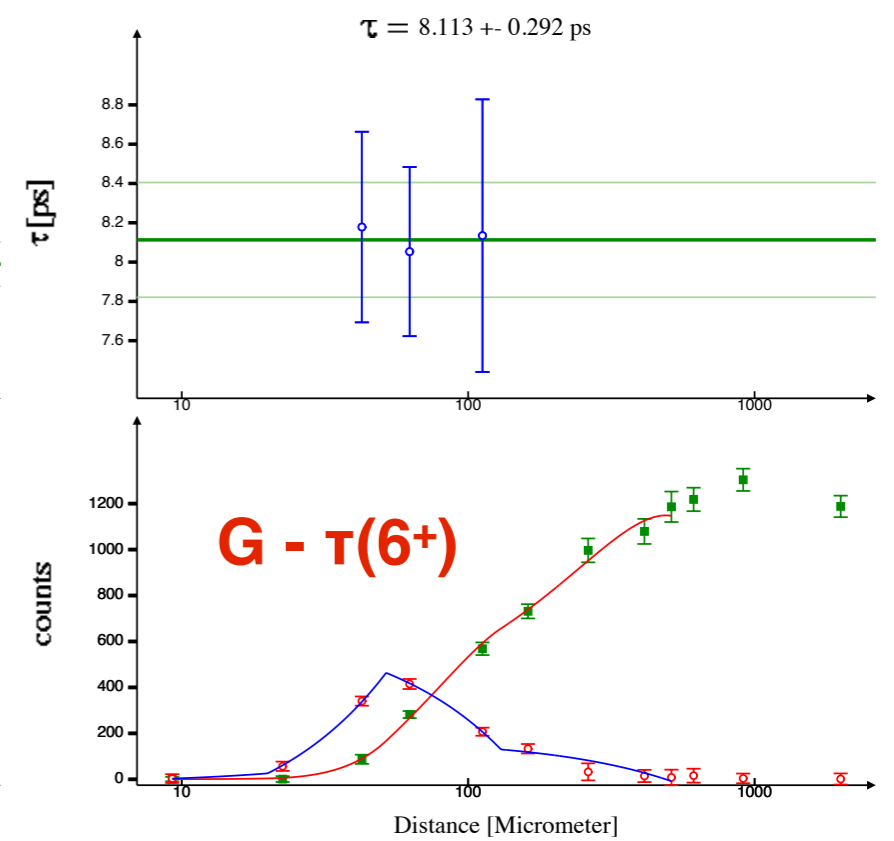 τ = 8.113 +- 0.292 ps
τ [ps]
8.8
8.6
8.4
8.2
8
7.8
7.6
10 100 1000
counts
1200
1000
800
600
400
200
0
G - τ(6⁺)
10 100 1000
Distance [Micrometer]